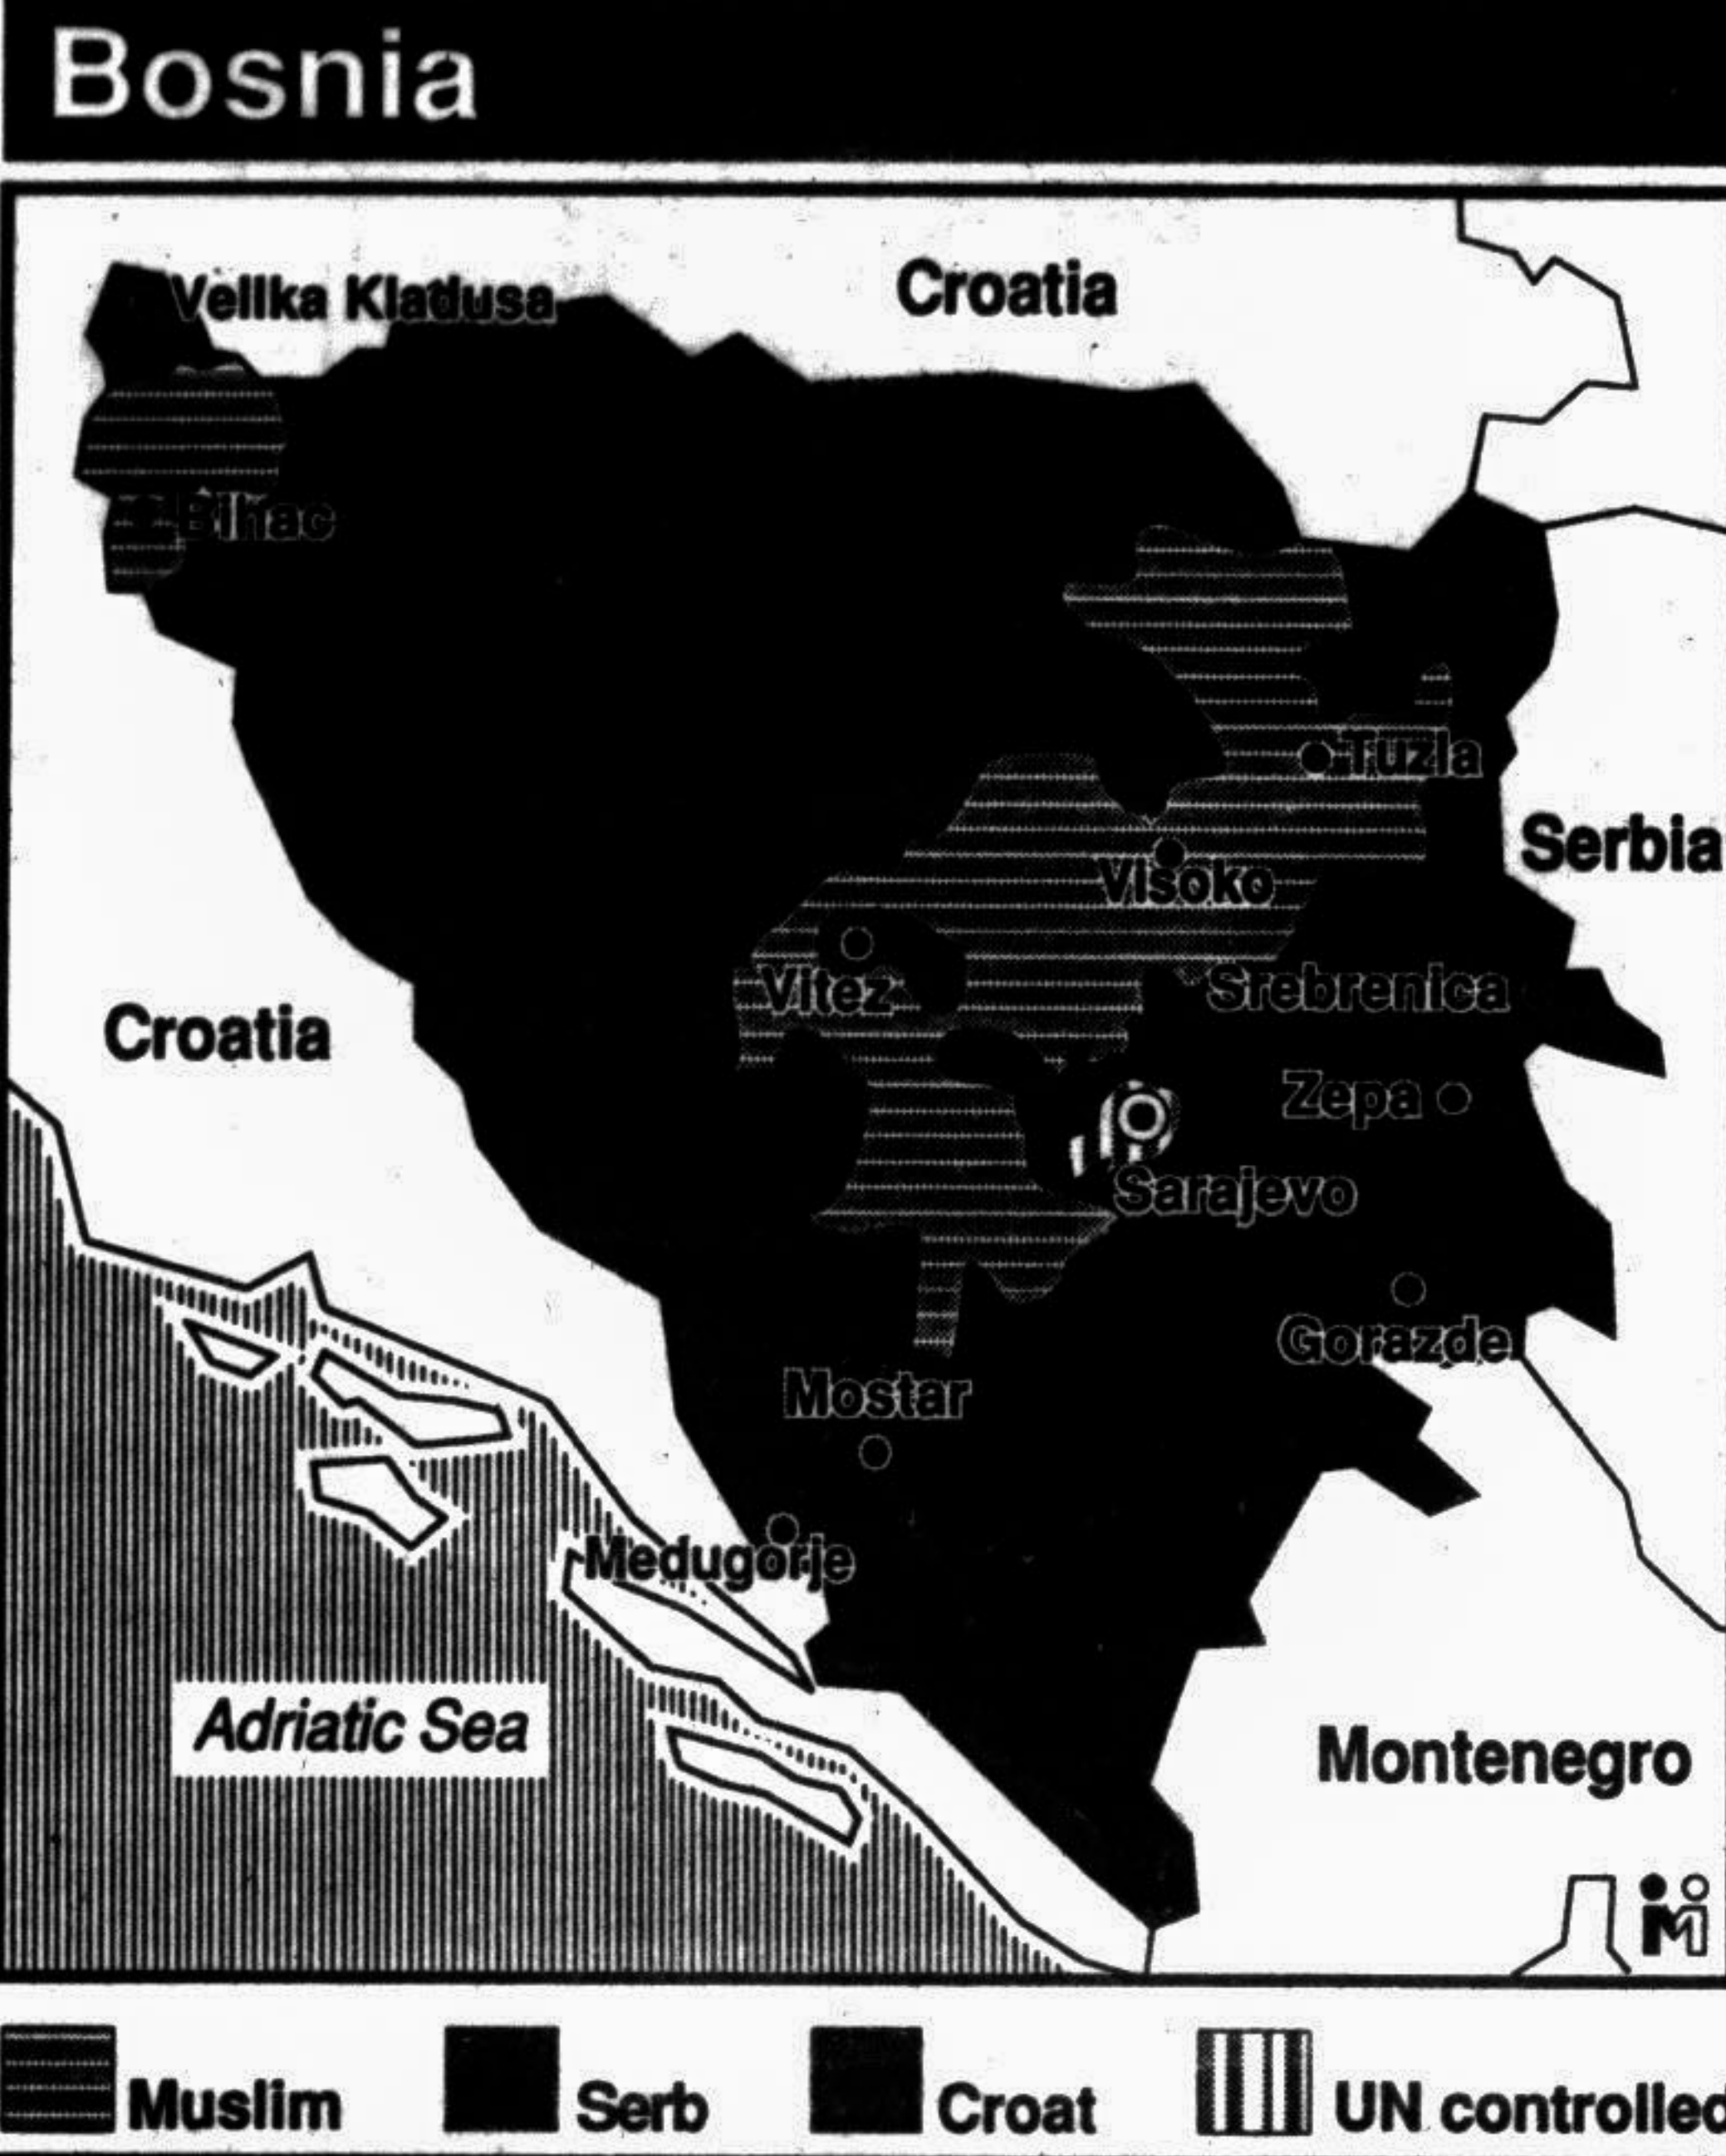 Bosnia
Velika Kladusa
Croatia
Bihac
Tuzla
Serbia
Visoko
Vitez
Srebrenica
Croatia
Zepa
Sarajevo
Gorazde
Mostar
Medugorje
Adriatic Sea
Montenegro
Muslim
Serb
Croat
UN controlled